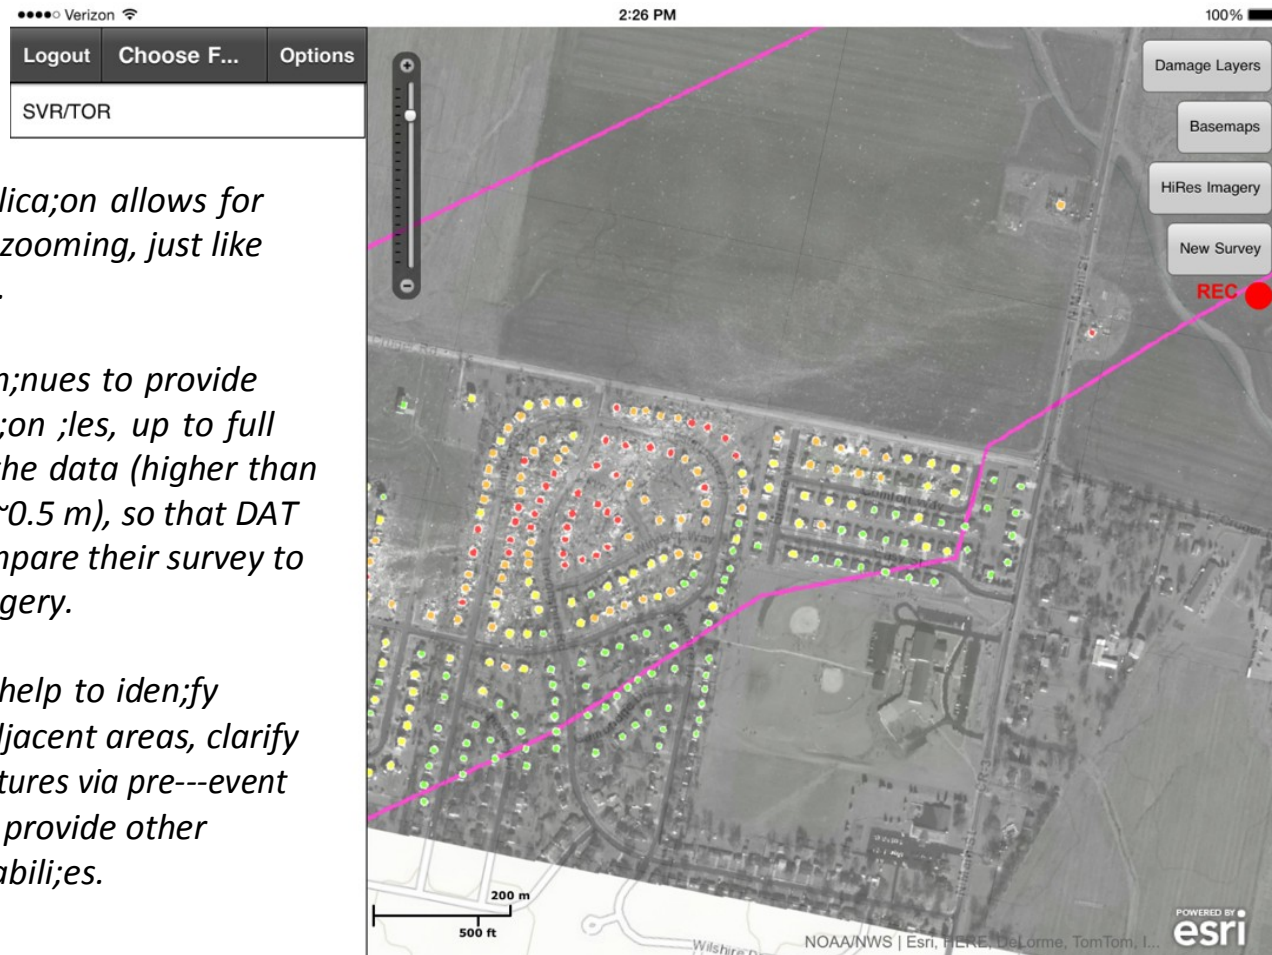 Verizon
2:26 PM
100%
Logout
Choose F...
Options
SVR/TOR
lica;on allows for
zooming, just like
.
n;nues to provide
;on ;les, up to full
the data (higher than
~0.5 m), so that DAT
mpare their survey to
gery.
help to iden;fy
djacent areas, clarify
tures via pre---event
provide other
abili;es.
Damage Layers
Basemaps
HiRes Imagery
New Survey
REC
200 m
500 ft
NOAA/NWS | Esri, HERE, DeLorme, TomTom, I...
POWERED BY
esri